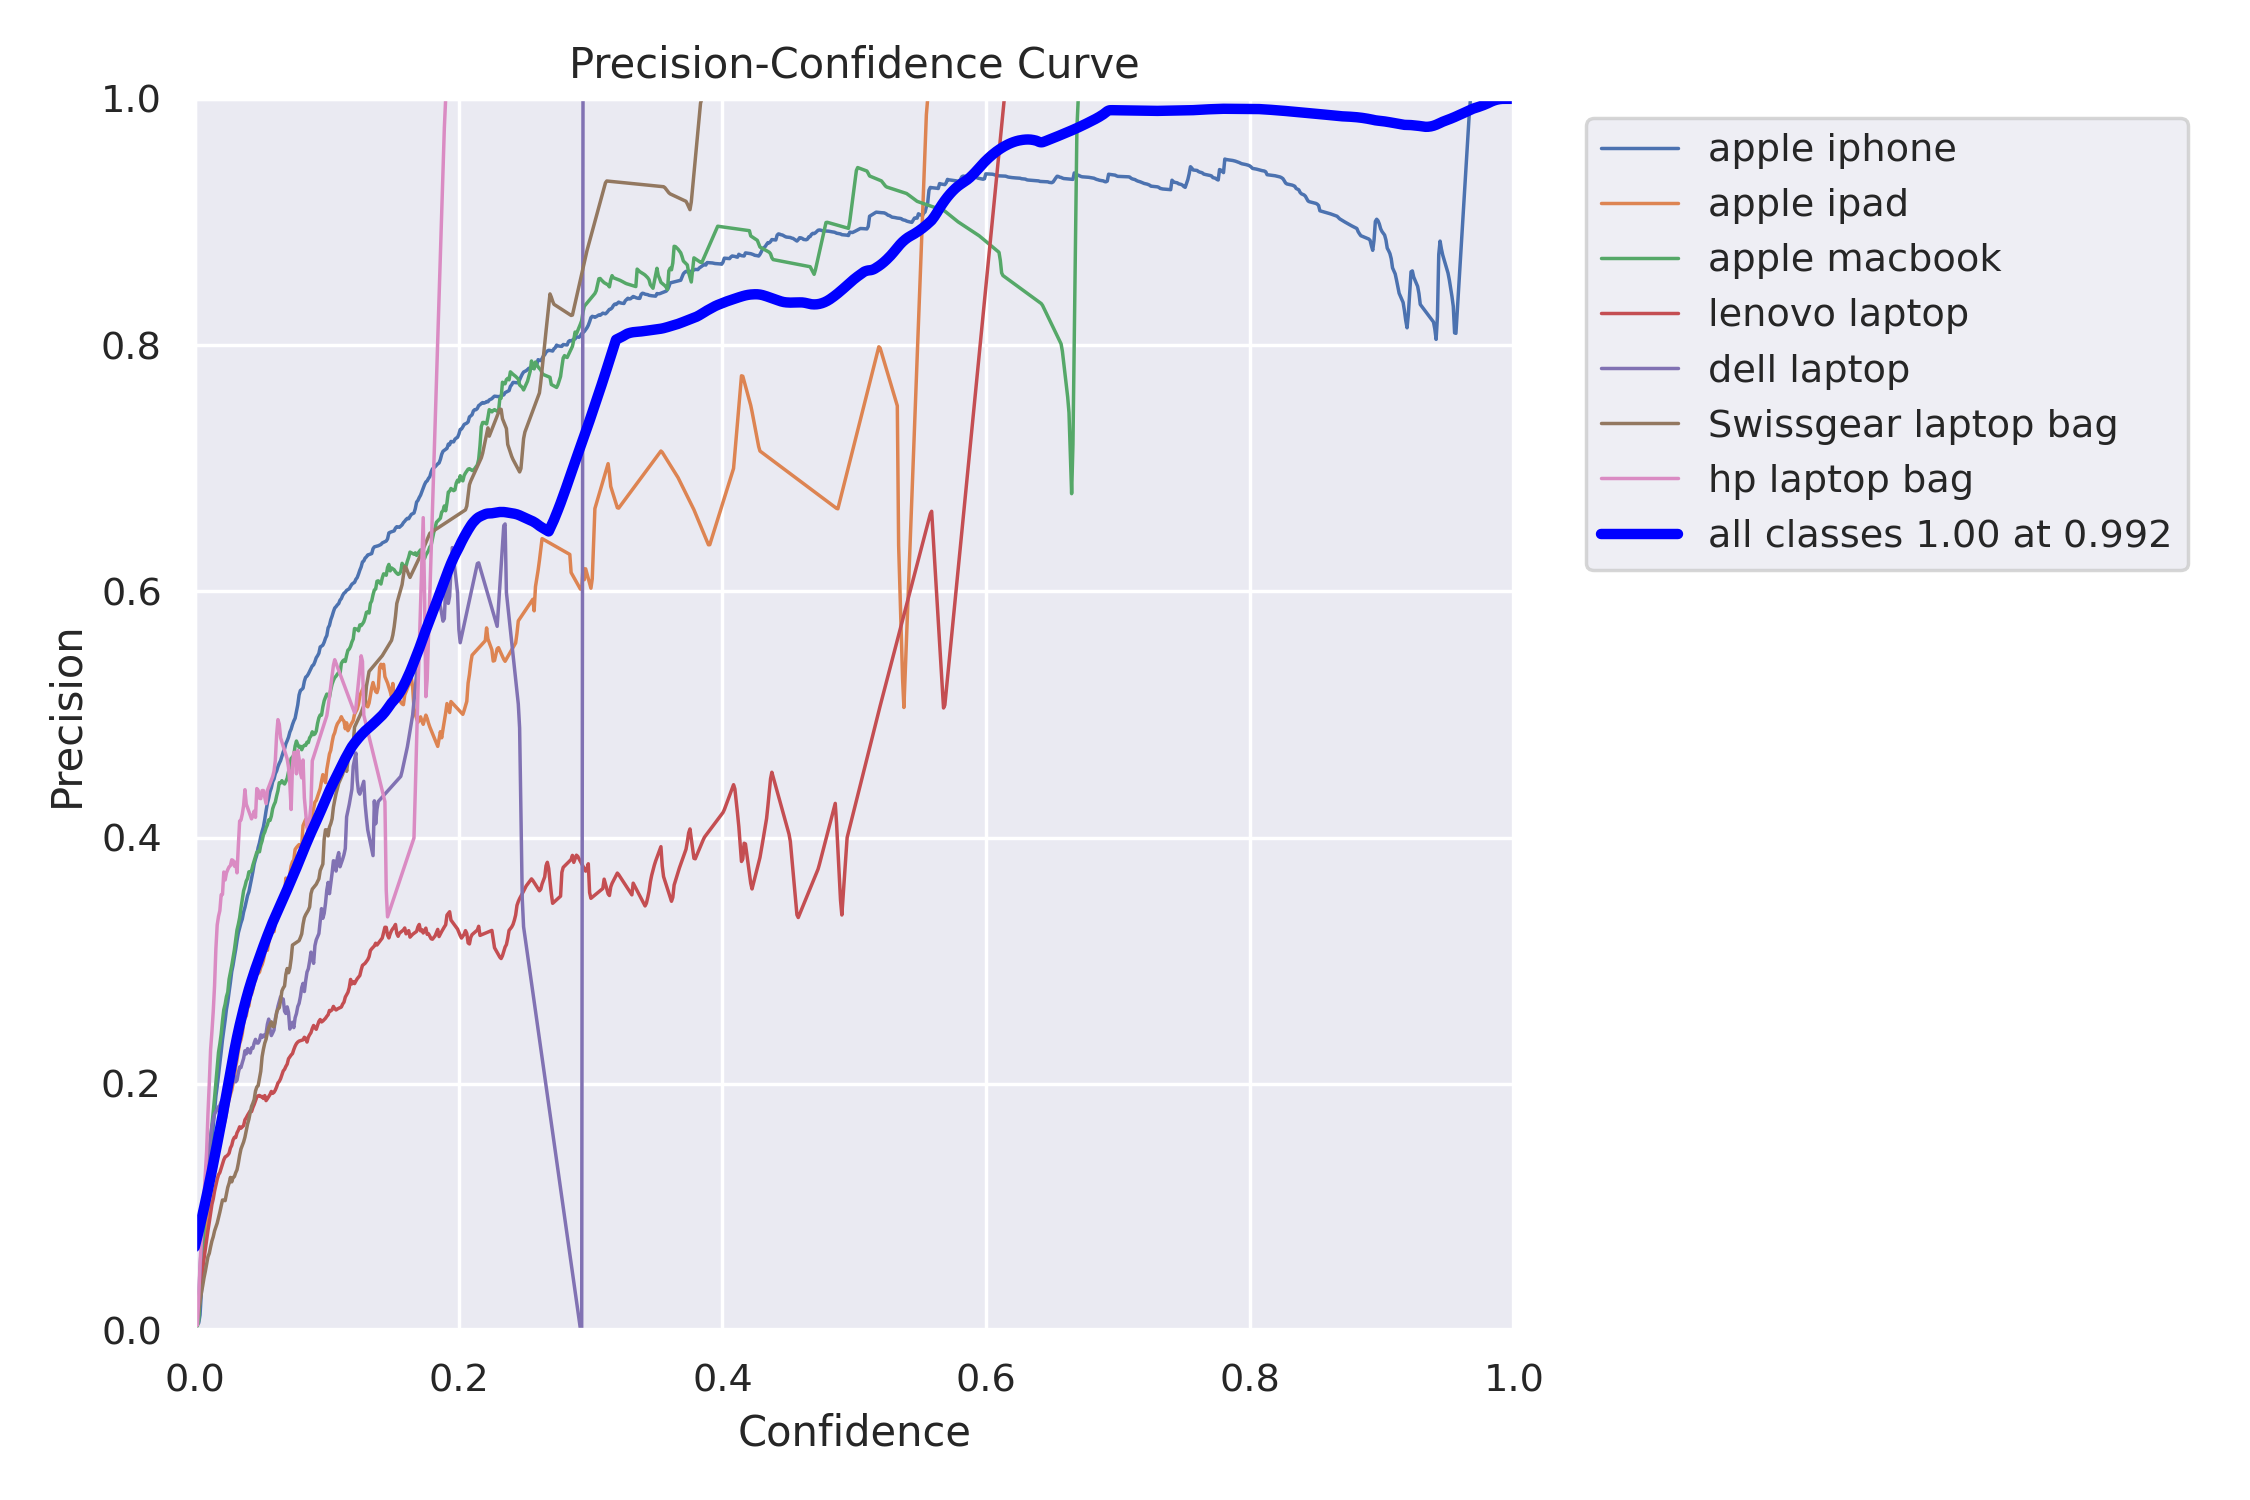 Precision-Confidence Curve
1.0
0.8
0.6
0.4
0.2
0.0
Precision
0.0 0.2 0.4 0.6 0.8 1.0
Confidence
apple iphone
apple ipad
apple macbook
lenovo laptop
dell laptop
Swissgear laptop bag
hp laptop bag
all classes 1.00 at 0.992